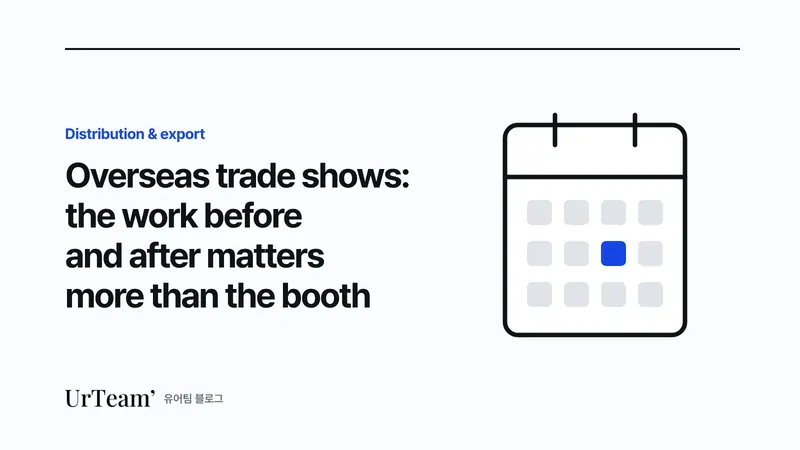 Distribution & export
Overseas trade shows:
the work before
and after matters
more than the booth
UrTeam’ 유어팀 블로그